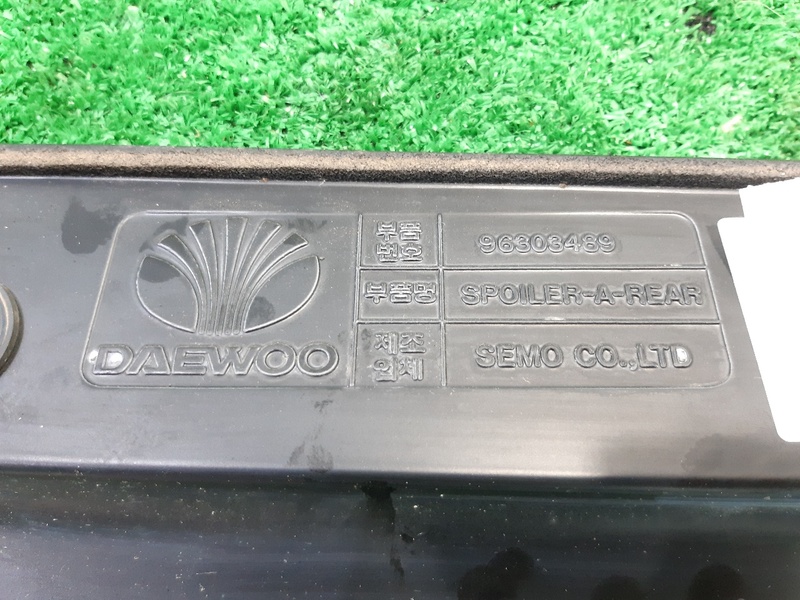 부품
번호
96303489
부품명
SPOILER-A-REAR
DAEWOO
제조
업체
SEMO CO.,LTD